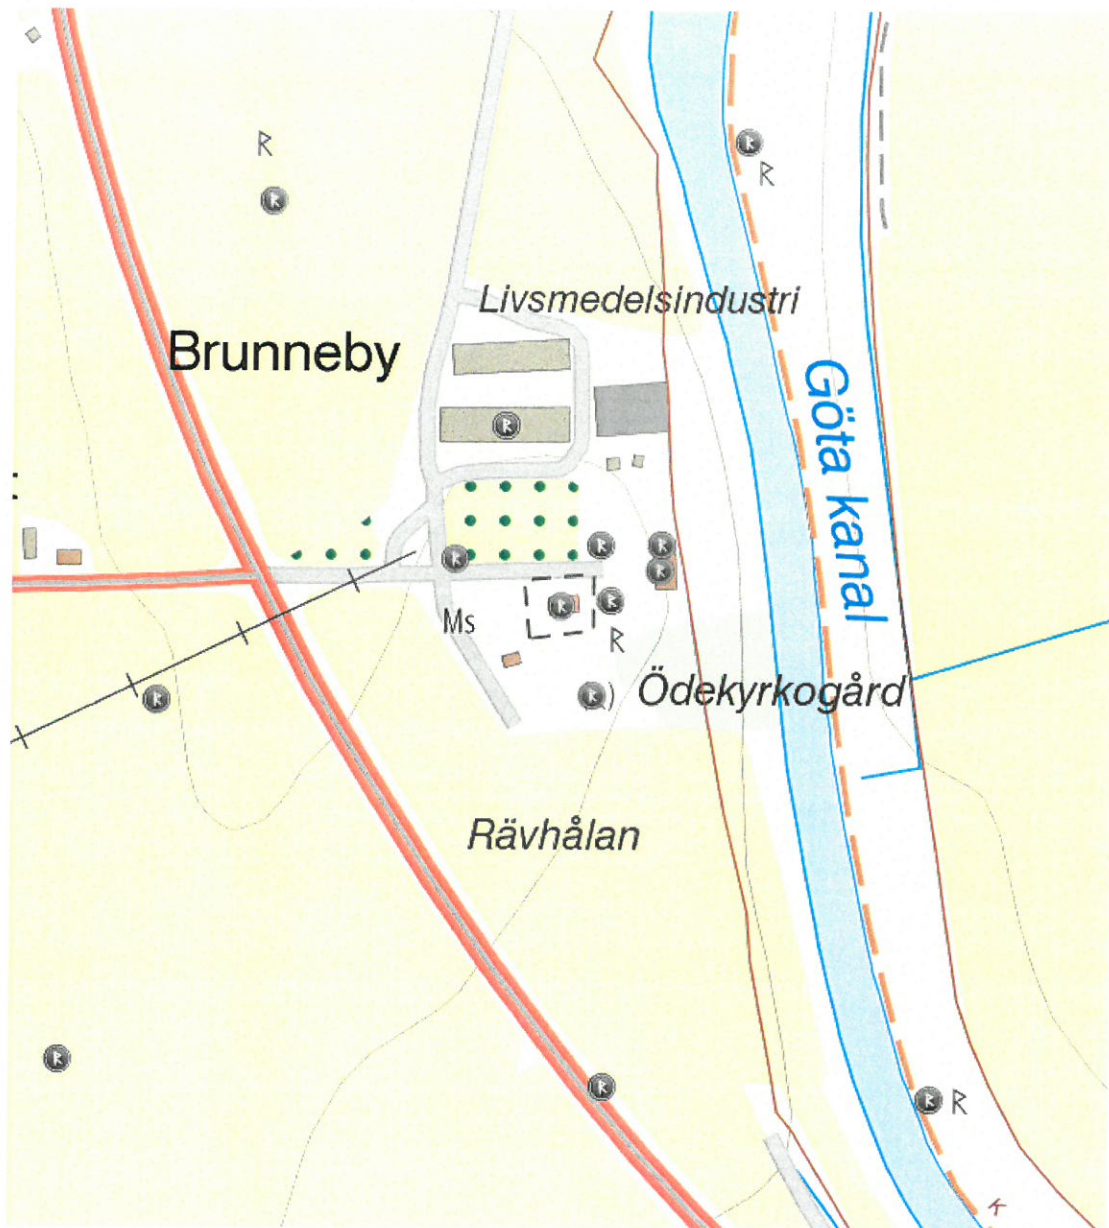 R
R
Livsmedelsindustri
Brunneby
Göta kanal
Ms
R
Ödekyrkogård
Rävhålan
R